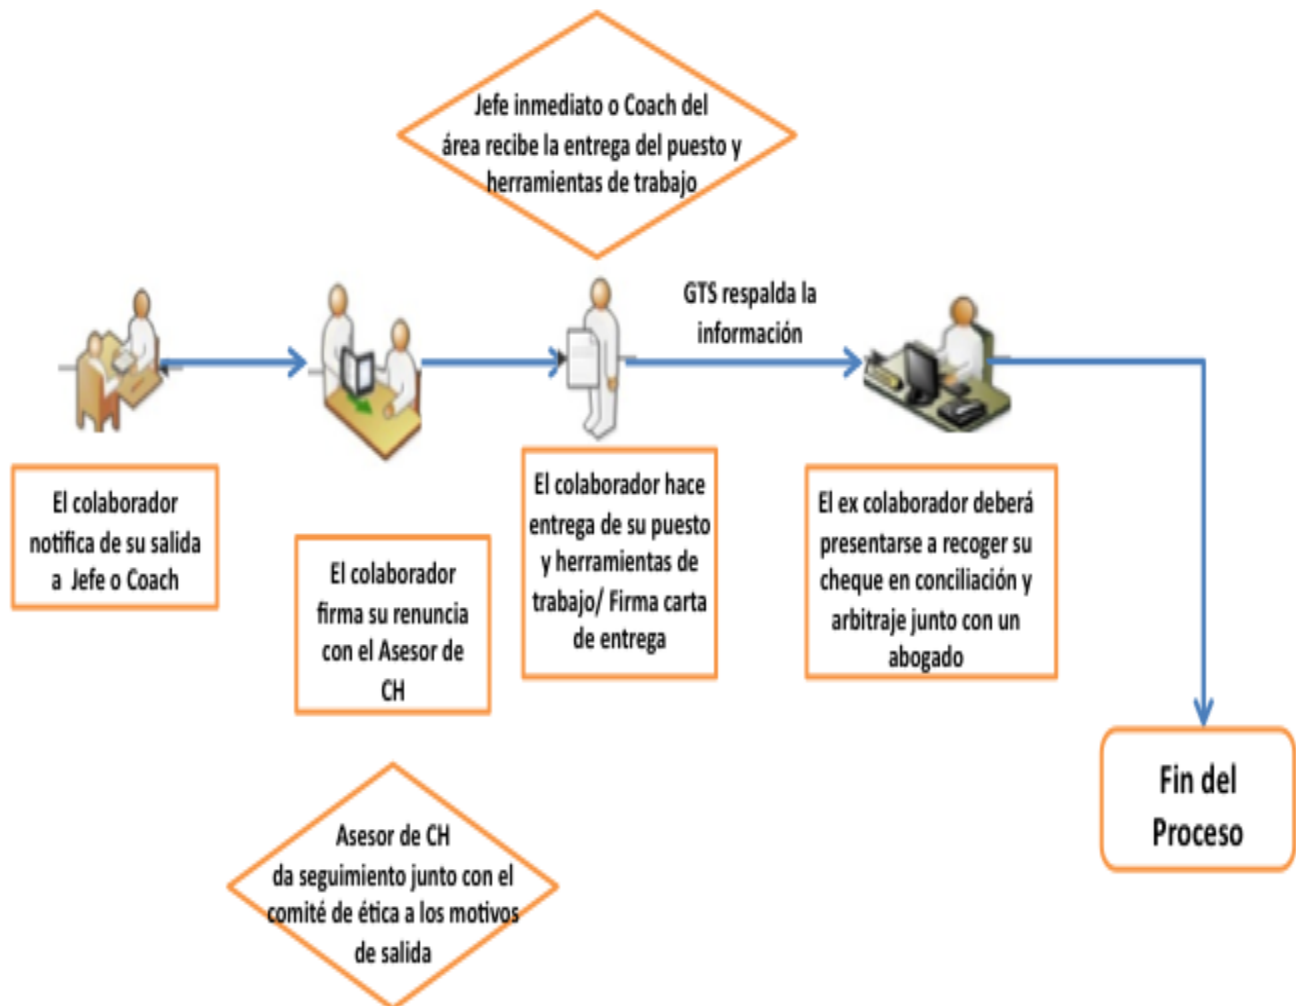 Jefe inmediato o Coach del
área recibe la entrega del puesto y
herramientas de trabajo
GTS respalda la
información
El colaborador
notifica de su salida
a Jefe o Coach
El colaborador
firma su renuncia
con el Asesor de
CH
El colaborador hace
entrega de su puesto
y herramientas de
trabajo/ Firma carta
de entrega
El ex colaborador deberá
presentarse a recoger su
cheque en conciliación y
arbitraje junto con un
abogado
Fin del
Proceso
Asesor de CH
da seguimiento junto con el
comité de ética a los motivos
de salida